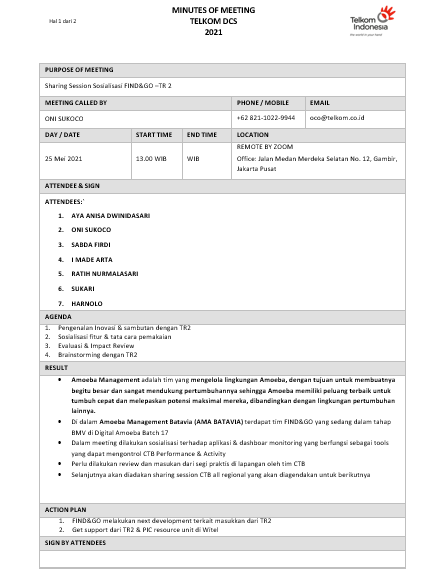 Hal 1 dari 2
MINUTES OF MEETING
TELKOM DCS
2021
Telkom
Indonesia
the world in your hand
PURPOSE OF MEETING
Sharing Session Sosialisasi FIND&GO –TR 2
MEETING CALLED BY
PHONE / MOBILE
EMAIL
ONI SUKOCO
+62 821-1022-9944
oco@telkom.co.id
DAY / DATE
START TIME
END TIME
LOCATION
25 Mei 2021
13.00 WIB
WIB
REMOTE BY ZOOM
Office: Jalan Medan Merdeka Selatan No. 12, Gambir,
Jakarta Pusat
ATTENDEE & SIGN
ATTENDEES:
1. AYA ANISA DWINIDASARI
2. ONI SUKOCO
3. SABDA FIRDI
4. I MADE ARTA
5. RATIH NURMALASARI
6. SUKARI
7. HARNOLO
AGENDA
1. Pengenalan Inovasi & sambutan dengan TR2
2. Sosialisasi fitur & tata cara pemakaian
3. Evaluasi & Impact Review
4. Brainstorming dengan TR2
RESULT
• Amoeba Management adalah tim yang mengelola lingkungan Amoeba, dengan tujuan untuk membuatnya
begitu besar dan sangat mendukung pertumbuhannya sehingga Amoeba memiliki peluang terbaik untuk
tumbuh cepat dan melepaskan potensi maksimal mereka, dibandingkan dengan lingkungan pertumbuhan
lainnya.
• Di dalam Amoeba Management Batavia (AMA BATAVIA) terdapat tim FIND&GO yang sedang dalam tahap
BMV di Digital Amoeba Batch 17
• Dalam meeting dilakukan sosialisasi terhadap aplikasi & dashboar monitoring yang berfungsi sebagai tools
yang dapat mengontrol CTB Performance & Activity
• Perlu dilakukan review dan masukan dari segi praktis di lapangan oleh tim CTB
• Selanjutnya akan diadakan sharing session CTB all regional yang akan diagendakan untuk berikutnya
ACTION PLAN
1. FIND&GO melakukan next development terkait masukkan dari TR2
2. Get support dari TR2 & PIC resource unit di Witel
SIGN BY ATTENDEES